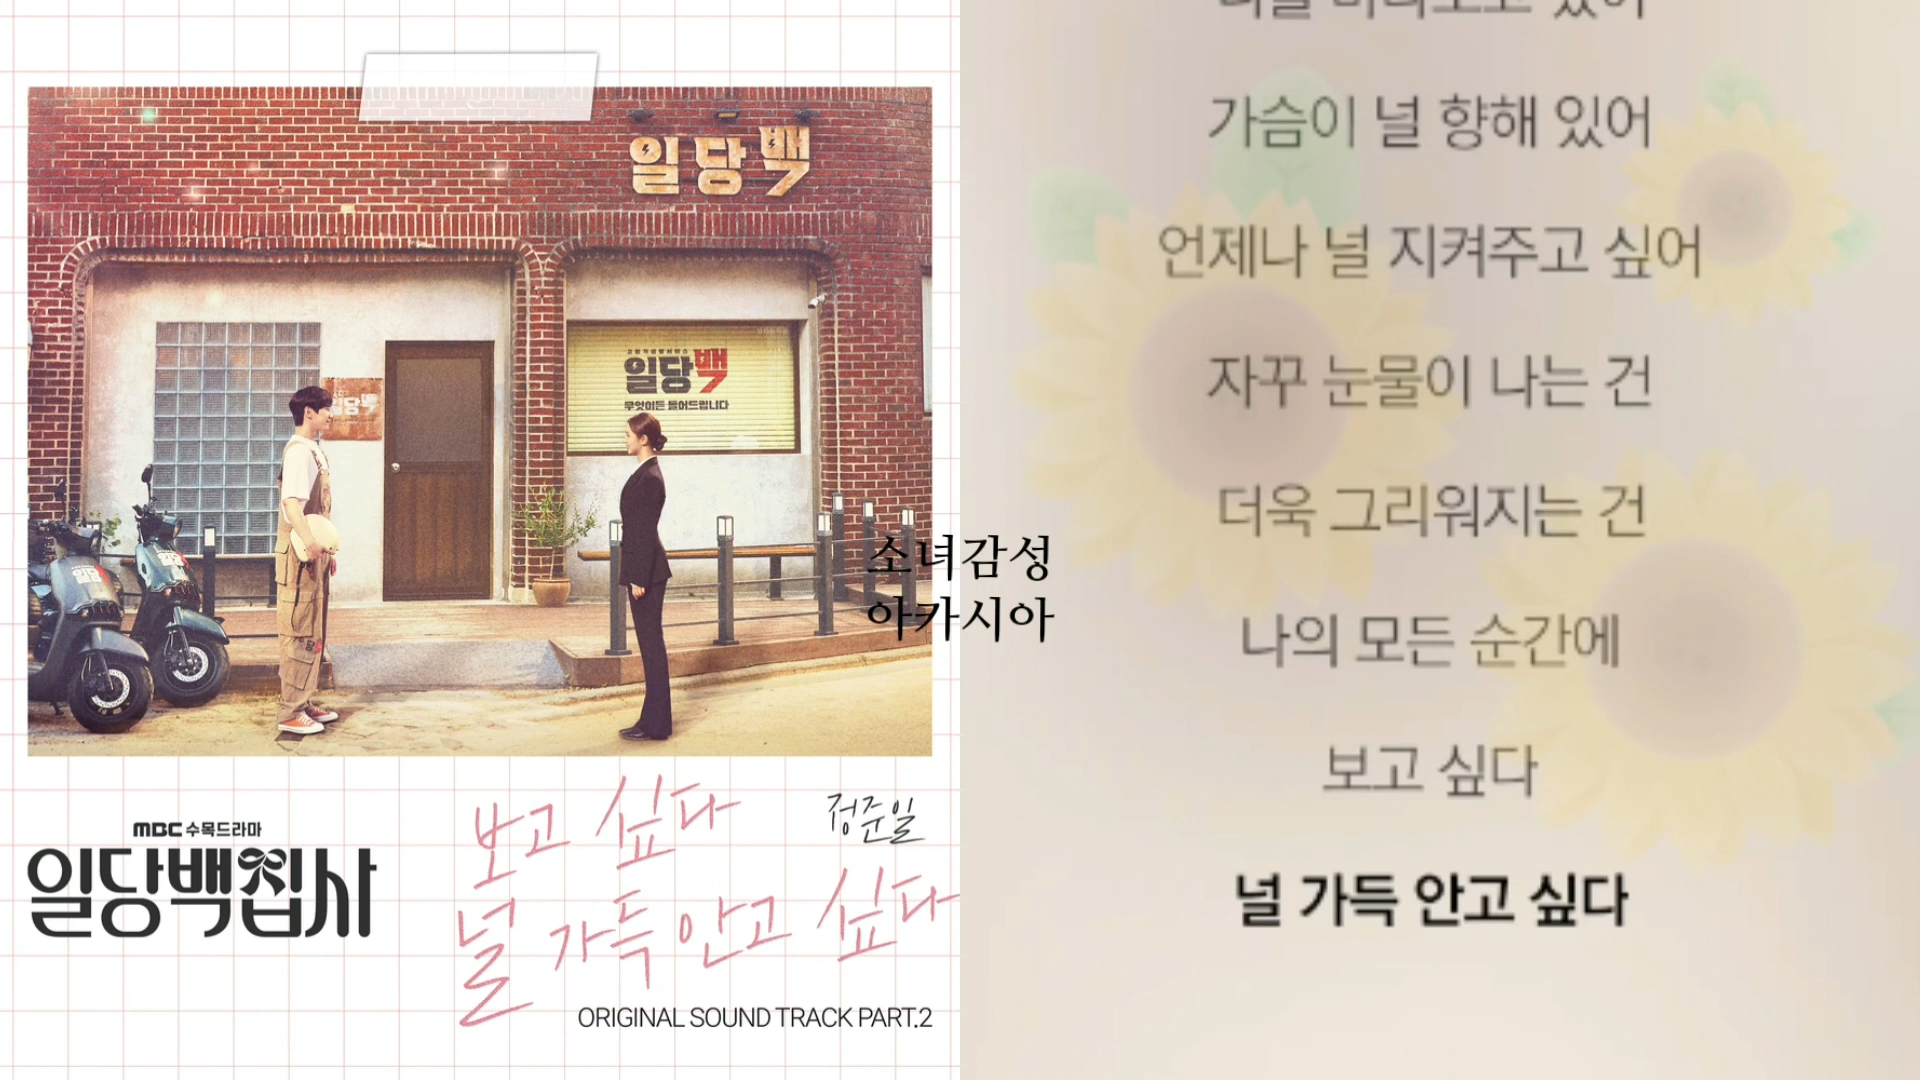 일당백
일당백
일당백
무엇이든 들어드립니다
소녀감성
아카시아
MBC 수목드라마
일당백집사
보고 싶다
널 가득 안고 싶다
정준일
ORIGINAL SOUND TRACK PART.2
가슴이 널 향해 있어
언제나 널 지켜주고 싶어
자꾸 눈물이 나는 건
더욱 그리워지는 건
나의 모든 순간에
보고 싶다
널 가득 안고 싶다